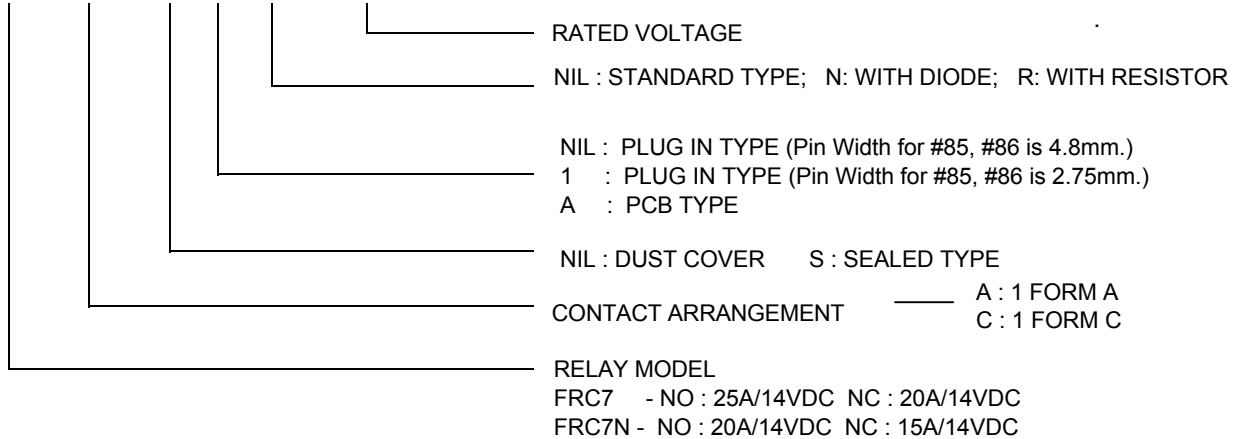 RATED VOLTAGE
.
NIL : STANDARD TYPE; N: WITH DIODE; R: WITH RESISTOR
NIL : PLUG IN TYPE (Pin Width for #85, #86 is 4.8mm.)
1 : PLUG IN TYPE (Pin Width for #85, #86 is 2.75mm.)
A : PCB TYPE
NIL : DUST COVER S : SEALED TYPE
CONTACT ARRANGEMENT
A : 1 FORM A
C : 1 FORM C
RELAY MODEL
FRC7 - NO : 25A/14VDC NC : 20A/14VDC
FRC7N - NO : 20A/14VDC NC : 15A/14VDC